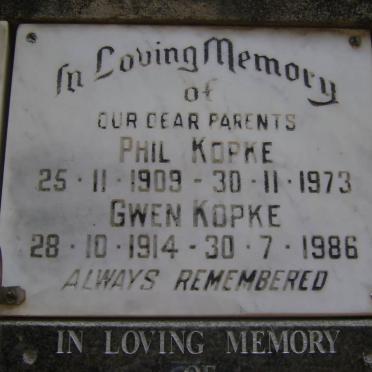 In Loving Memory
of
OUR DEAR PARENTS
PHIL KOPKE
25 · 11 · 1909 - 30 · 11 · 1973
GWEN KOPKE
28 · 10 · 1914 - 30 · 7 · 1986
ALWAYS REMEMBERED
IN LOVING MEMORY
OF